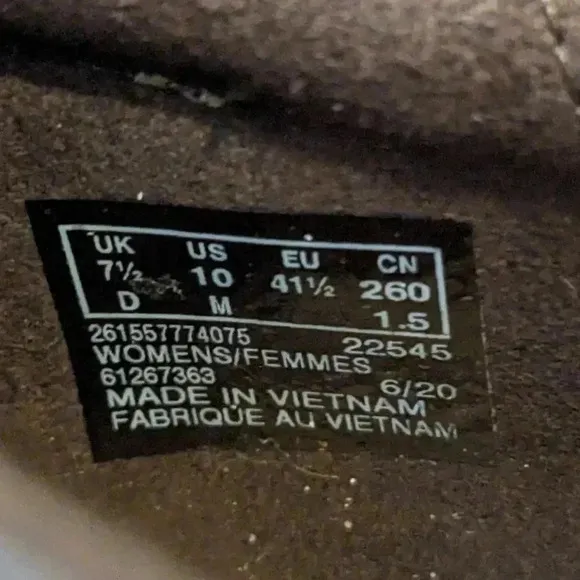 UK US EU CN
7½ 10 41½ 260
D M 1.5
261557774075 22545
WOMENS/FEMMES
61267363 6/20
MADE IN VIETNAM
FABRIQUE AU VIETNAM